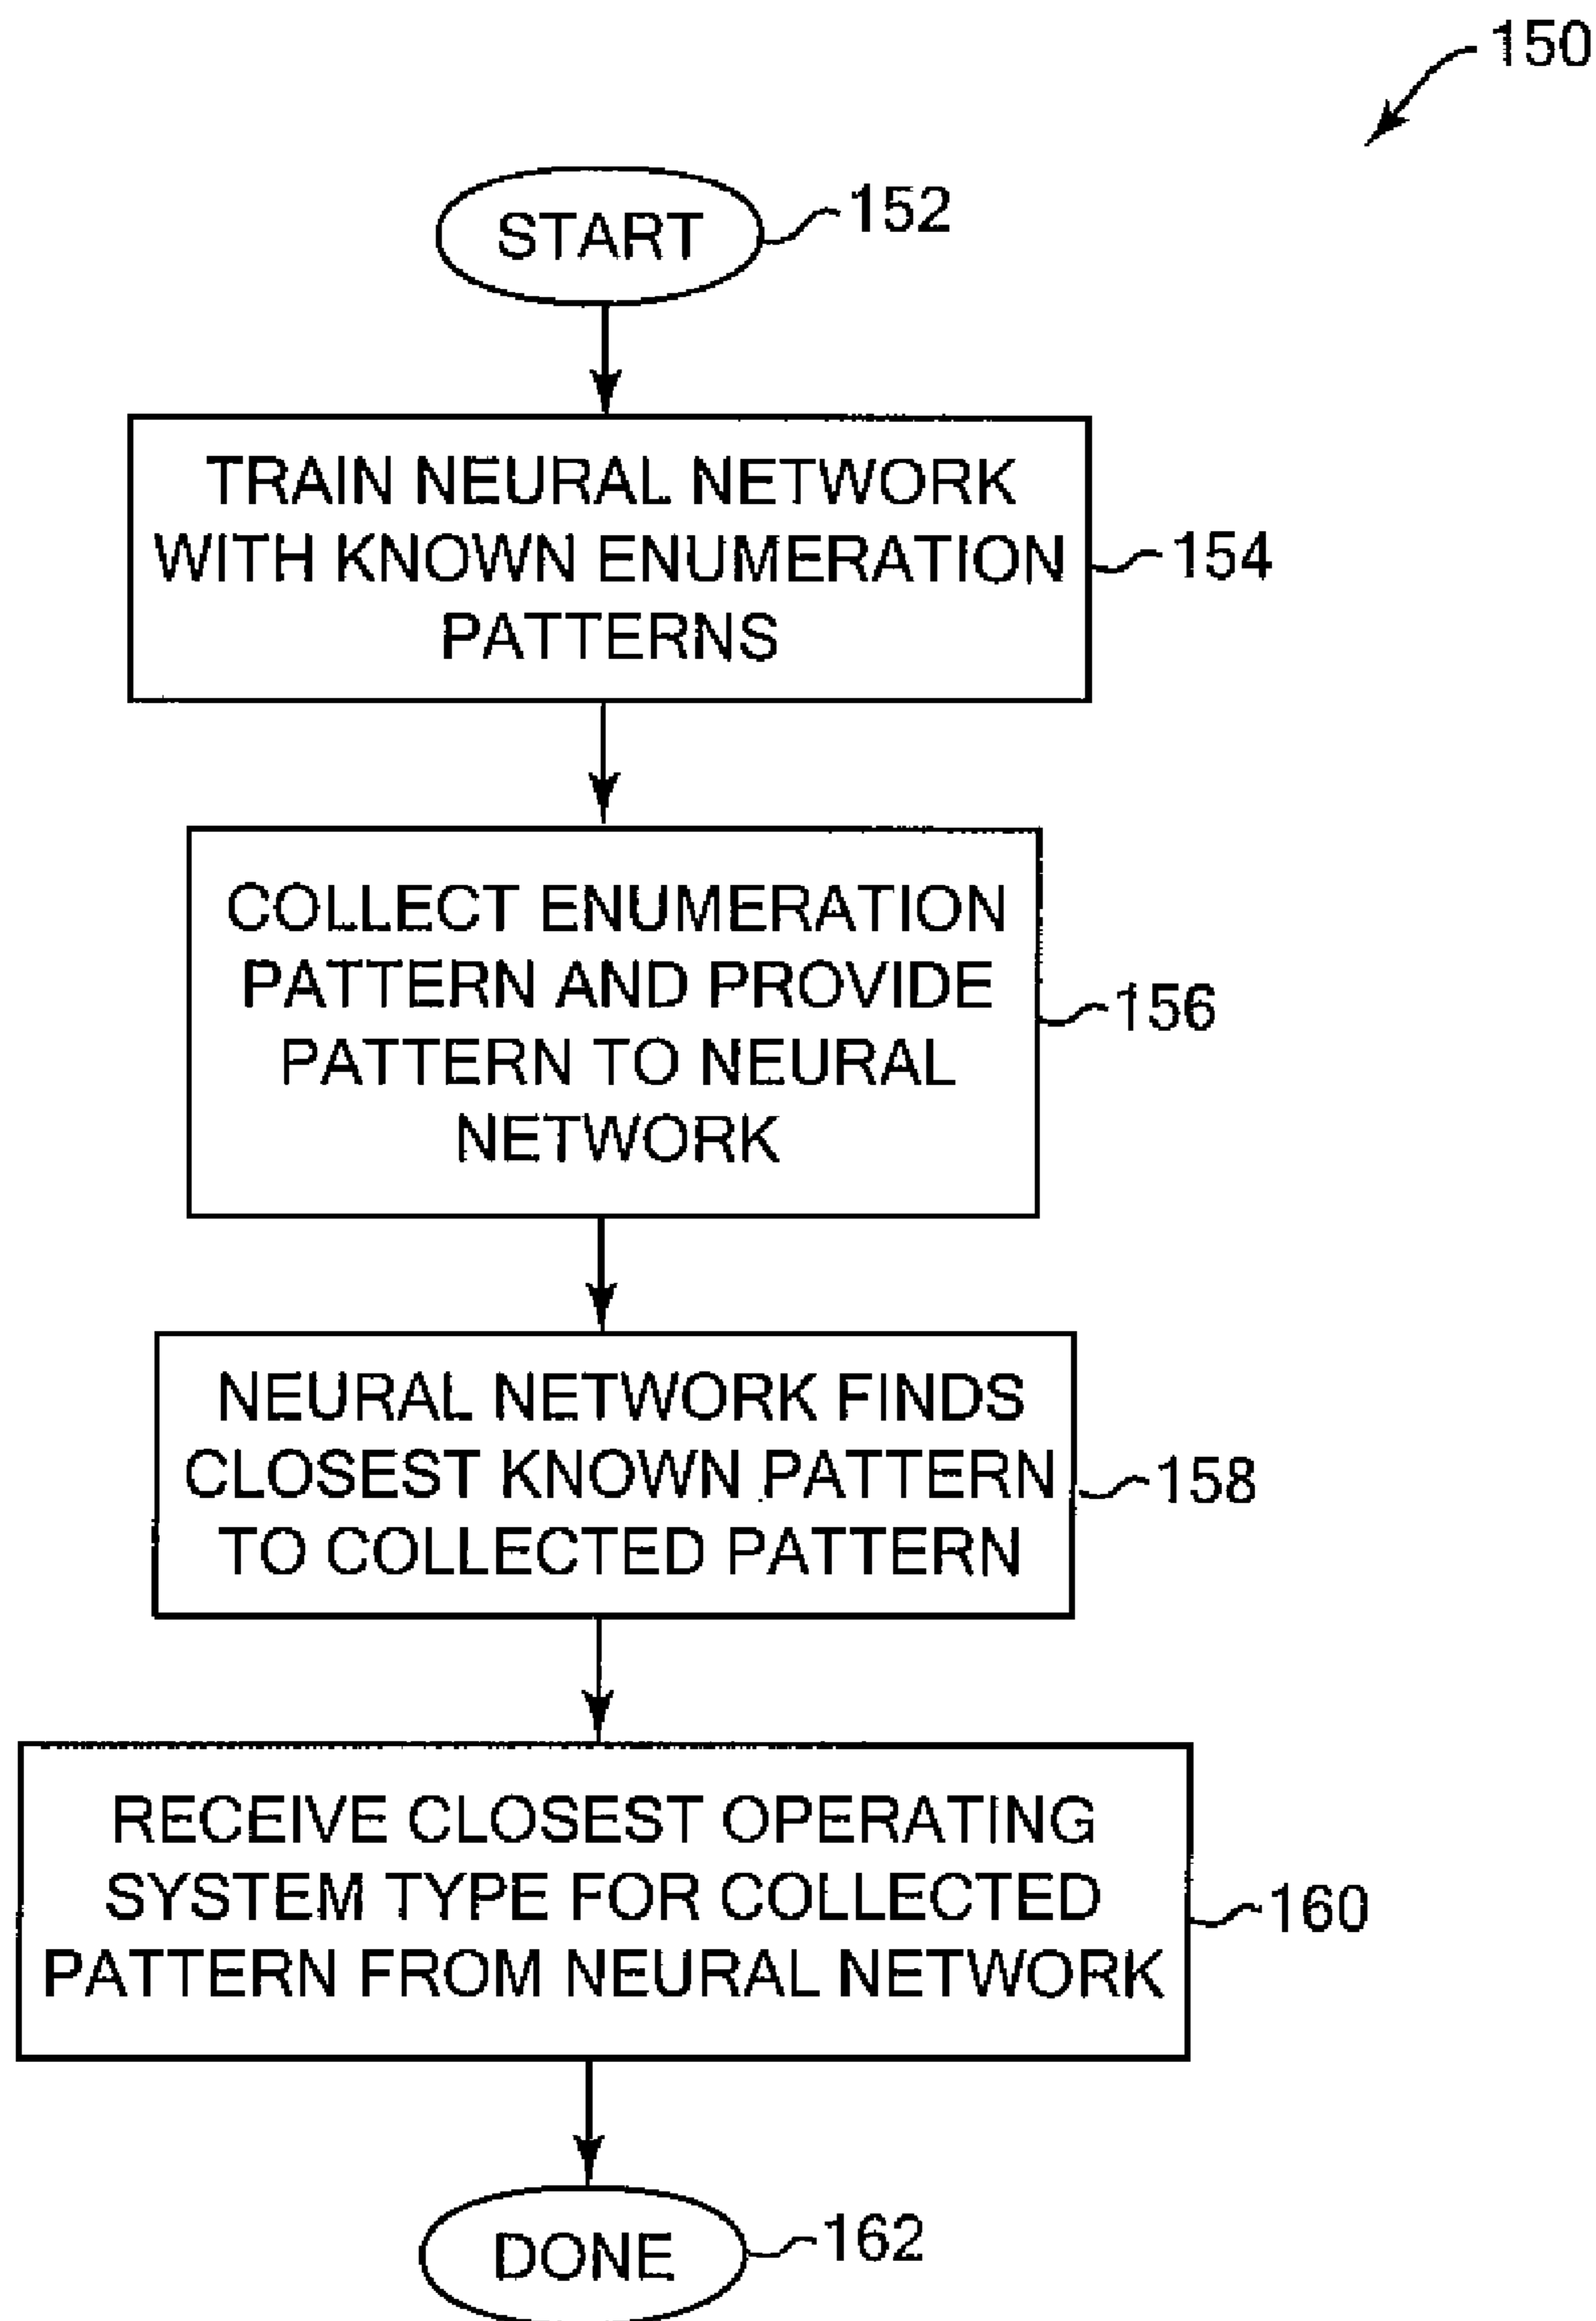 150
START
152
TRAIN NEURAL NETWORK
WITH KNOWN ENUMERATION
PATTERNS
154
COLLECT ENUMERATION
PATTERN AND PROVIDE
PATTERN TO NEURAL
NETWORK
156
NEURAL NETWORK FINDS
CLOSEST KNOWN PATTERN
TO COLLECTED PATTERN
158
RECEIVE CLOSEST OPERATING
SYSTEM TYPE FOR COLLECTED
PATTERN FROM NEURAL NETWORK
160
DONE
162